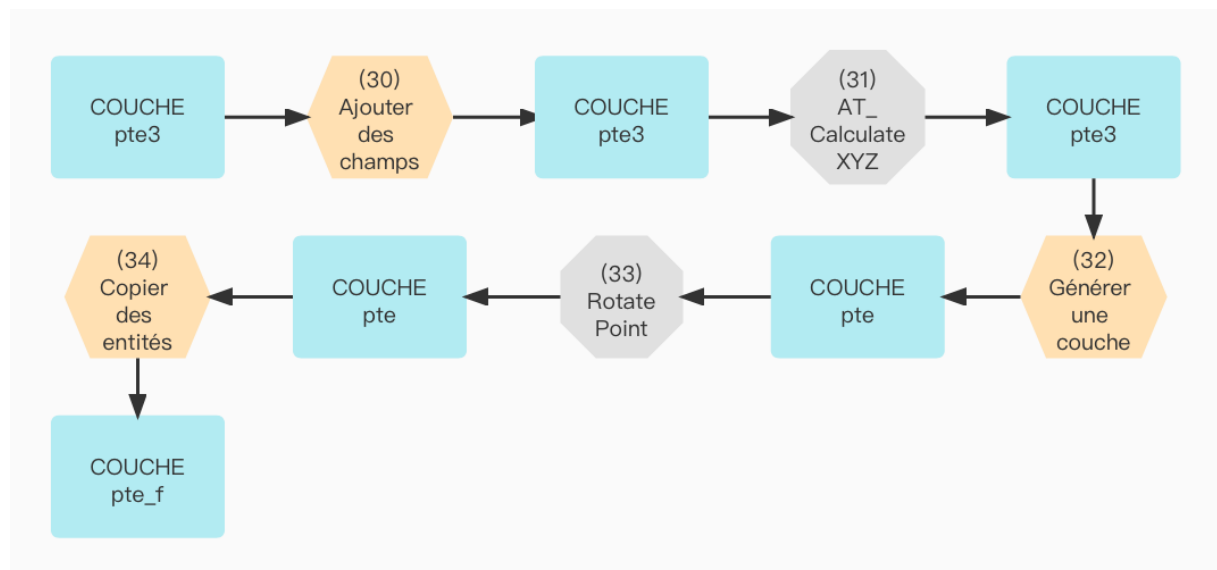 COUCHE
pte3
(30)
Ajouter
des
champs
COUCHE
pte3
(31)
AT_
Calculate
XYZ
COUCHE
pte3
(32)
Générer
une
couche
COUCHE
pte
(33)
Rotate
Point
COUCHE
pte
(34)
Copier
des
entités
COUCHE
pte_f